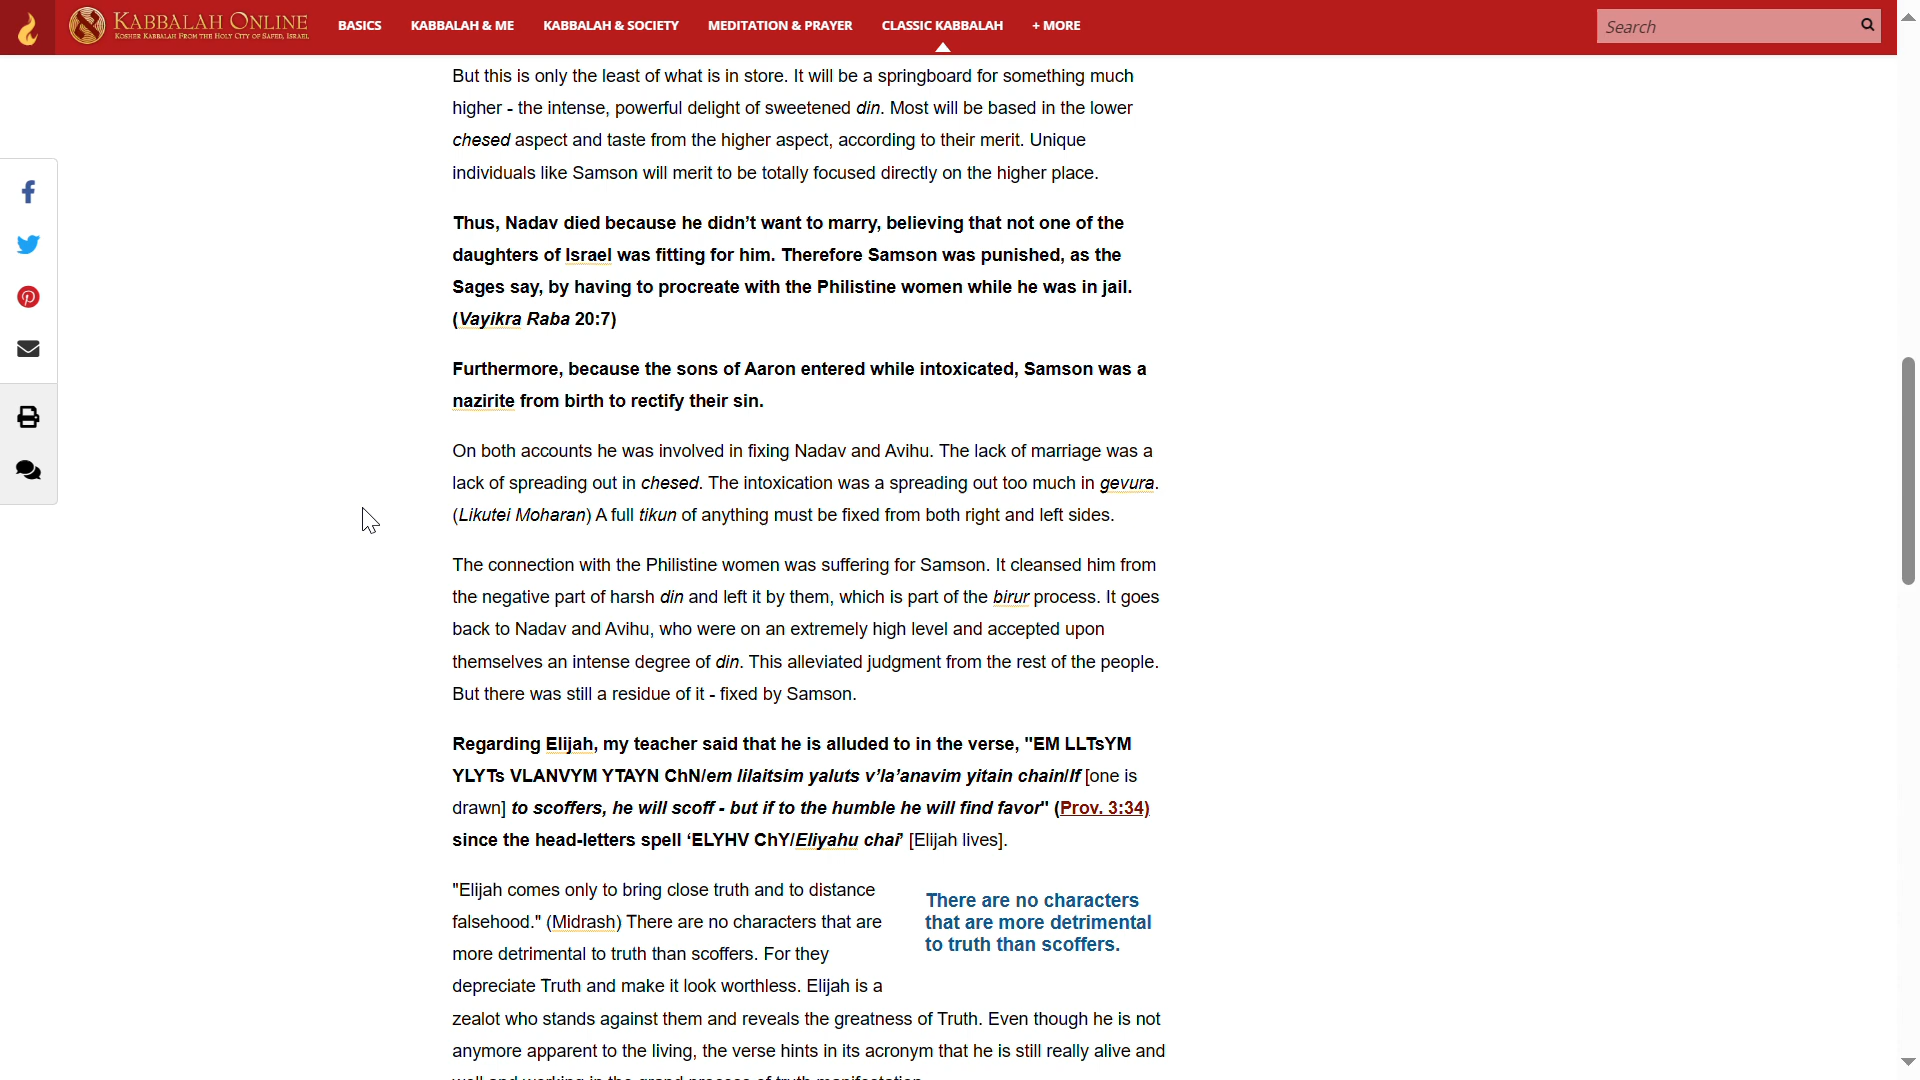 KABBALAH ONLINE
KOSHER KABBALAH FROM THE HOLY CITY OF SAFED, ISRAEL
BASICS
KABBALAH & ME
KABBALAH & SOCIETY
MEDITATION & PRAYER
CLASSIC KABBALAH
+ MORE
Search
But this is only the least of what is in store. It will be a springboard for something much
higher - the intense, powerful delight of sweetened din. Most will be based in the lower
chesed aspect and taste from the higher aspect, according to their merit. Unique
individuals like Samson will merit to be totally focused directly on the higher place.
Thus, Nadav died because he didn’t want to marry, believing that not one of the
daughters of Israel was fitting for him. Therefore Samson was punished, as the
Sages say, by having to procreate with the Philistine women while he was in jail.
(Vayikra Raba 20:7)
Furthermore, because the sons of Aaron entered while intoxicated, Samson was a
nazirite from birth to rectify their sin.
On both accounts he was involved in fixing Nadav and Avihu. The lack of marriage was a
lack of spreading out in chesed. The intoxication was a spreading out too much in gevura.
(Likutei Moharan) A full tikun of anything must be fixed from both right and left sides.
The connection with the Philistine women was suffering for Samson. It cleansed him from
the negative part of harsh din and left it by them, which is part of the birur process. It goes
back to Nadav and Avihu, who were on an extremely high level and accepted upon
themselves an intense degree of din. This alleviated judgment from the rest of the people.
But there was still a residue of it - fixed by Samson.
Regarding Elijah, my teacher said that he is alluded to in the verse, "EM LLTsYM
YLYTs VLANVYM YTAYN ChN/em lilaitsim yaluts v’la’anavim yitain chain/If [one is
drawn] to scoffers, he will scoff - but if to the humble he will find favor" (Prov. 3:34)
since the head-letters spell ‘ELYHV ChY/Eliyahu chai’ [Elijah lives].
"Elijah comes only to bring close truth and to distance
falsehood." (Midrash) There are no characters that are
more detrimental to truth than scoffers. For they
depreciate Truth and make it look worthless. Elijah is a
zealot who stands against them and reveals the greatness of Truth. Even though he is not
anymore apparent to the living, the verse hints in its acronym that he is still really alive and
well and working in the grand process of truth manifestation.
There are no characters
that are more detrimental
to truth than scoffers.